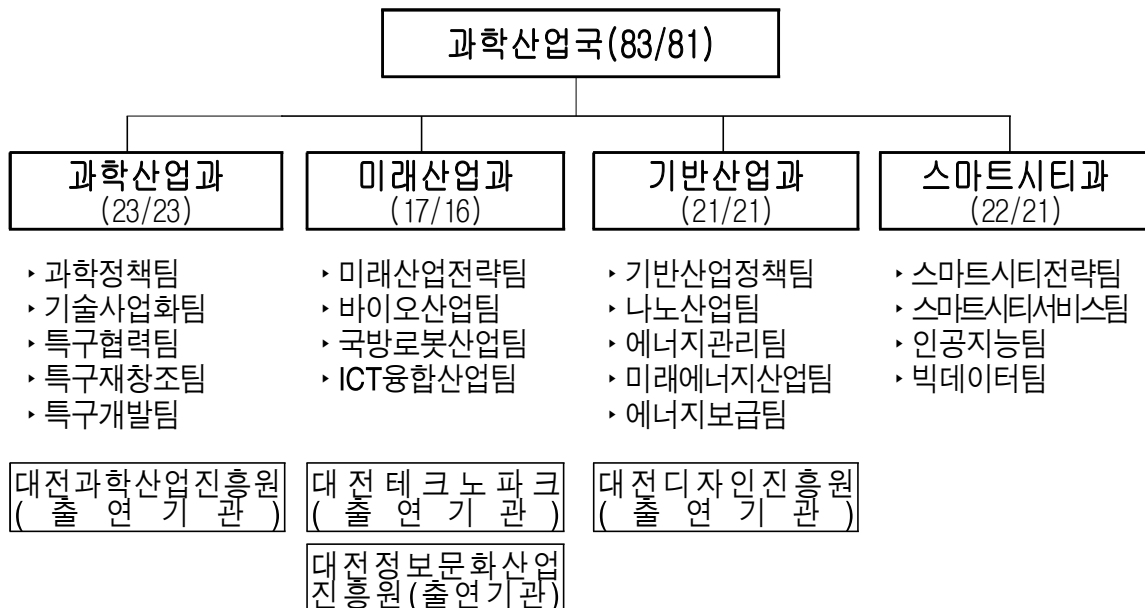 과학산업국(83/81)
과학산업과
(23/23)
‣ 과학정책팀
‣ 기술사업화팀
‣ 특구협력팀
‣ 특구재창조팀
‣ 특구개발팀
대전과학산업진흥원
(출연기관)
미래산업과
(17/16)
‣ 미래산업전략팀
‣ 바이오산업팀
‣ 국방로봇산업팀
‣ ICT융합산업팀
대전테크노파크
(출연기관)
대전정보문화산업
진흥원(출연기관)
기반산업과
(21/21)
‣ 기반산업정책팀
‣ 나노산업팀
‣ 에너지관리팀
‣ 미래에너지산업팀
‣ 에너지보급팀
대전디자인진흥원
(출연기관)
스마트시티과
(22/21)
‣ 스마트시티전략팀
‣ 스마트시티서비스팀
‣ 인공지능팀
‣ 빅데이터팀